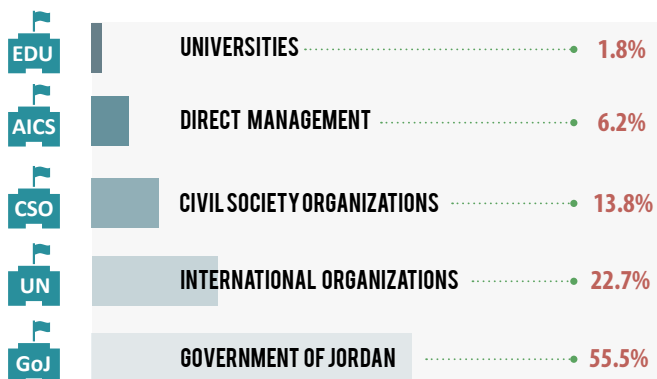 EDU UNIVERSITIES 1.8%
AICS DIRECT MANAGEMENT 6.2%
CSO CIVIL SOCIETY ORGANIZATIONS 13.8%
UN INTERNATIONAL ORGANIZATIONS 22.7%
GoJ GOVERNMENT OF JORDAN 55.5%